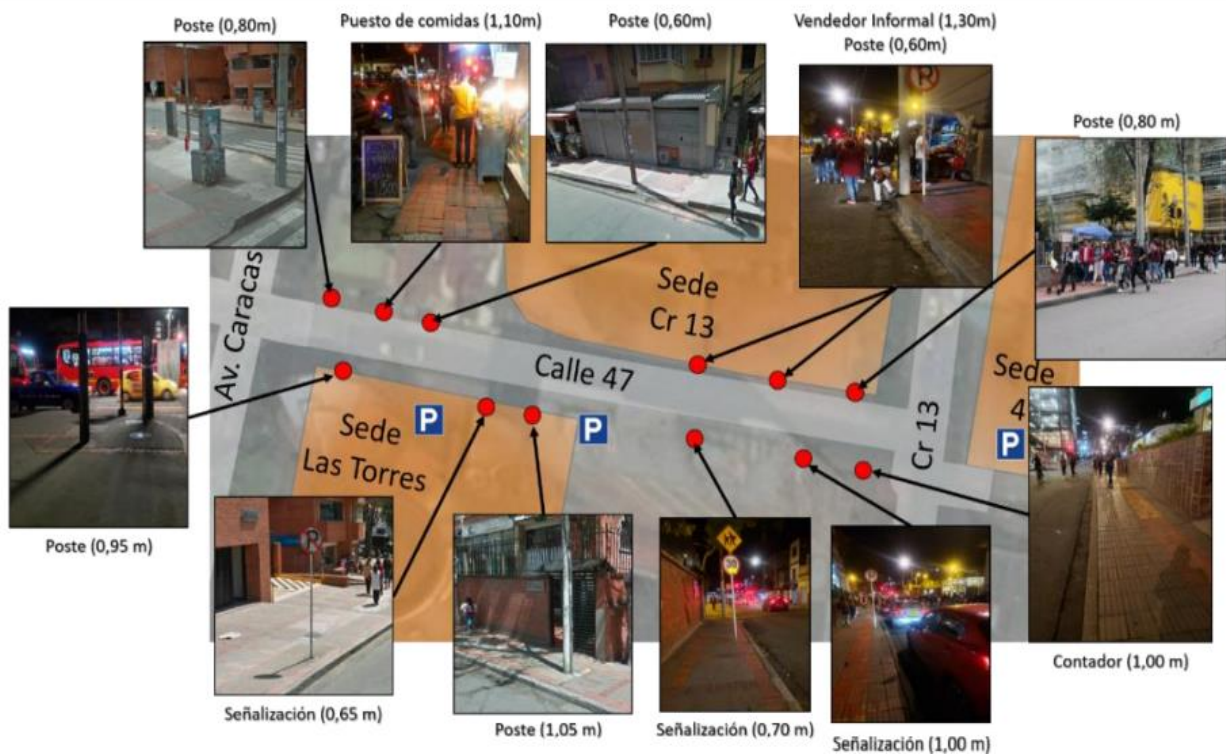 Poste (0,80m)
Puesto de comidas (1,10m)
Poste (0,60m)
Vendedor Informal (1,30m)
Poste (0,60m)
Poste (0,80 m)
Av. Caracas
Sede
Cr 13
Calle 47
Sede
4
Cr 13
P
Sede
Las Torres
P
P
Poste (0,95 m)
Señalización (0,65 m)
Poste (1,05 m)
Señalización (0,70 m)
Señalización (1,00 m)
Contador (1,00 m)